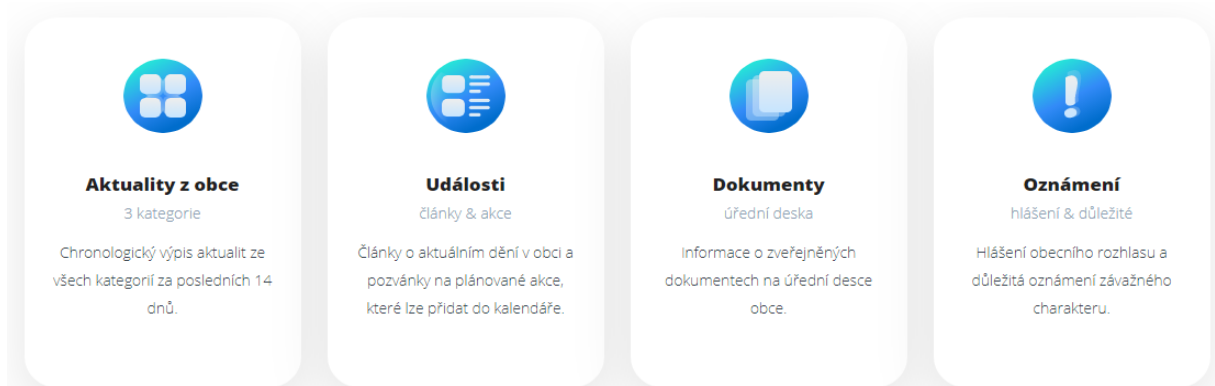 Aktuality z obce
3 kategorie
Chronologický výpis aktualit ze
všech kategorií za posledních 14
dnů.
Události
články & akce
Články o aktuálním dění v obci a
pozvánky na plánované akce,
které lze přidat do kalendáře.
Dokumenty
úřední deska
Informace o zveřejněných
dokumentech na úřední desce
obce.
Oznámení
hlášení & důležité
Hlášení obecního rozhlasu a
důležitá oznámení závažného
charakteru.